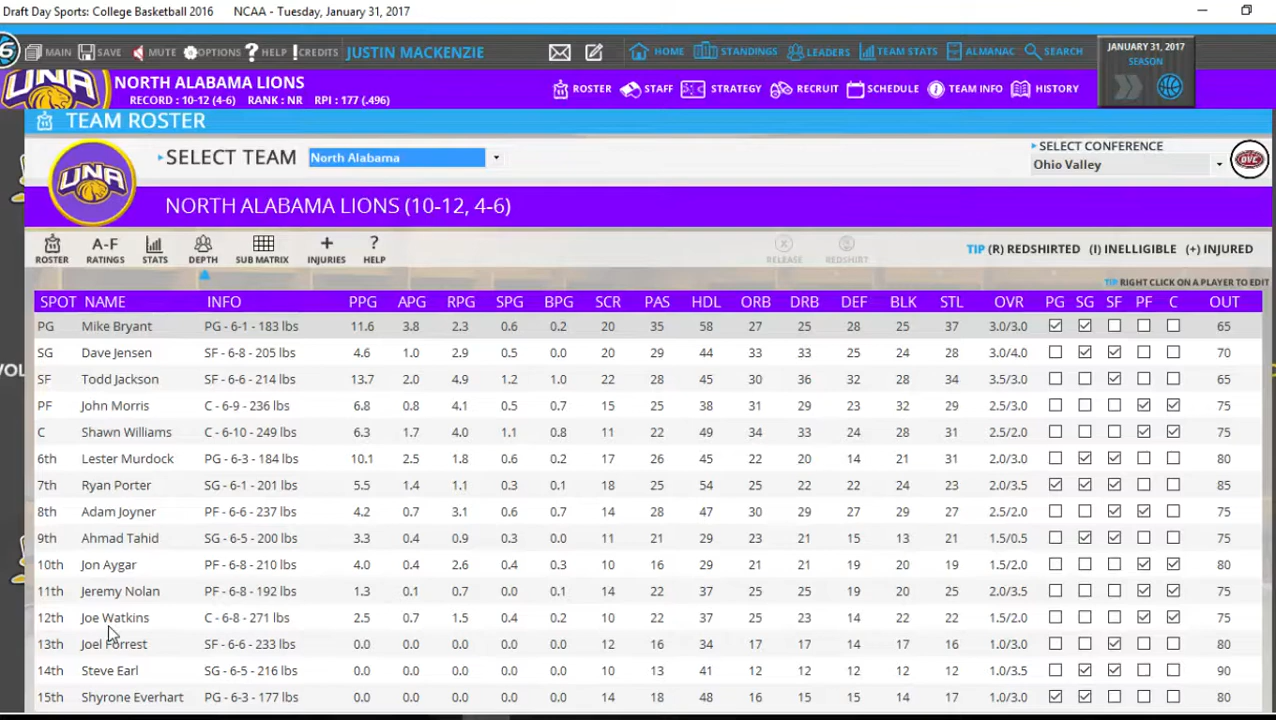 Draft Day Sports: College Basketball 2016 NCAA - Tuesday, January 31, 2017
MAIN SAVE MUTE OPTIONS HELP CREDITS JUSTIN MACKENZIE HOME STANDINGS LEADERS TEAM STATS ALMANAC SEARCH
JANUARY 31, 2017
SEASON
UNA
NORTH ALABAMA LIONS
RECORD : 10-12 (4-6) RANK : NR RPI : 177 (.496)
ROSTER STAFF STRATEGY RECRUIT SCHEDULE TEAM INFO HISTORY
TEAM ROSTER
SELECT TEAM North Alabama
SELECT CONFERENCE
Ohio Valley
UNA
NORTH ALABAMA LIONS (10-12, 4-6)
A-F
ROSTER RATINGS STATS DEPTH SUB MATRIX INJURIES HELP RELEASE REDSHIRT
TIP (R) REDSHIRTED (I) INELIGIBLE (+) INJURED
TIP RIGHT CLICK ON A PLAYER TO EDIT
SPOT NAME INFO PPG APG RPG SPG BPG SCR PAS HDL ORB DRB DEF BLK STL OVR PG SG SF PF C OUT
PG Mike Bryant PG - 6-1 - 183 lbs 11.6 3.8 2.3 0.6 0.2 20 35 58 27 25 28 25 37 3.0/3.0 65
SG Dave Jensen SF - 6-8 - 205 lbs 4.6 1.0 2.9 0.5 0.0 20 29 44 33 33 25 24 28 3.0/4.0 70
SF Todd Jackson SF - 6-6 - 214 lbs 13.7 2.0 4.9 1.2 1.0 22 28 45 30 36 32 28 34 3.5/3.0 65
PF John Morris C - 6-9 - 236 lbs 6.8 0.8 4.1 0.5 0.7 15 25 38 31 29 23 32 29 2.5/3.0 75
C Shawn Williams C - 6-10 - 249 lbs 6.3 1.7 4.0 1.1 0.8 11 22 49 34 33 24 28 31 2.5/2.0 75
6th Lester Murdock PG - 6-3 - 184 lbs 10.1 2.5 1.8 0.6 0.2 17 26 45 22 20 14 21 31 2.0/3.0 80
7th Ryan Porter SG - 6-1 - 201 lbs 5.5 1.4 1.1 0.3 0.1 18 25 54 22 22 22 24 23 2.0/3.5 85
8th Adam Joyner PF - 6-6 - 237 lbs 4.2 0.7 3.1 0.6 0.2 14 28 47 30 29 27 29 27 2.5/2.0 75
9th Ahmad Tahid SG - 6-5 - 200 lbs 3.3 0.4 0.9 0.3 0.0 11 21 29 23 21 15 13 21 1.5/0.5 75
10th Jon Aygar PF - 6-8 - 210 lbs 4.0 0.4 2.6 0.4 0.3 10 16 29 21 21 19 20 19 1.5/2.0 80
11th Jeremy Nolan PF - 6-8 - 192 lbs 1.3 0.1 0.7 0.0 0.1 14 22 37 25 25 19 20 25 2.0/3.5 75
12th Joe Watkins C - 6-8 - 271 lbs 2.5 0.7 1.5 0.4 0.2 10 22 37 25 23 14 22 22 1.5/2.0 75
13th Joel Forrest SF - 6-6 - 233 lbs 0.0 0.0 0.0 0.0 0.0 12 16 34 17 17 14 17 16 1.0/3.0 80
14th Steve Earl SG - 6-5 - 216 lbs 0.0 0.0 0.0 0.0 0.0 10 13 41 12 12 12 12 12 1.0/3.5 90
15th Shyrone Everhart PG - 6-3 - 177 lbs 0.0 0.0 0.0 0.0 0.0 14 18 48 16 15 15 14 17 1.0/3.0 80